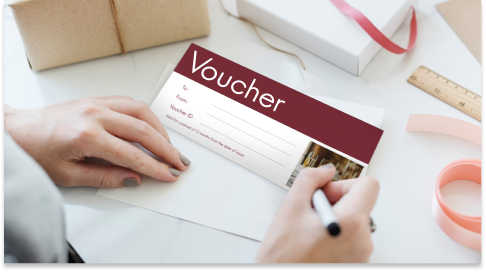 Voucher
To:
From:
Voucher ID:
Valid for a period of 12 months from the date of issue